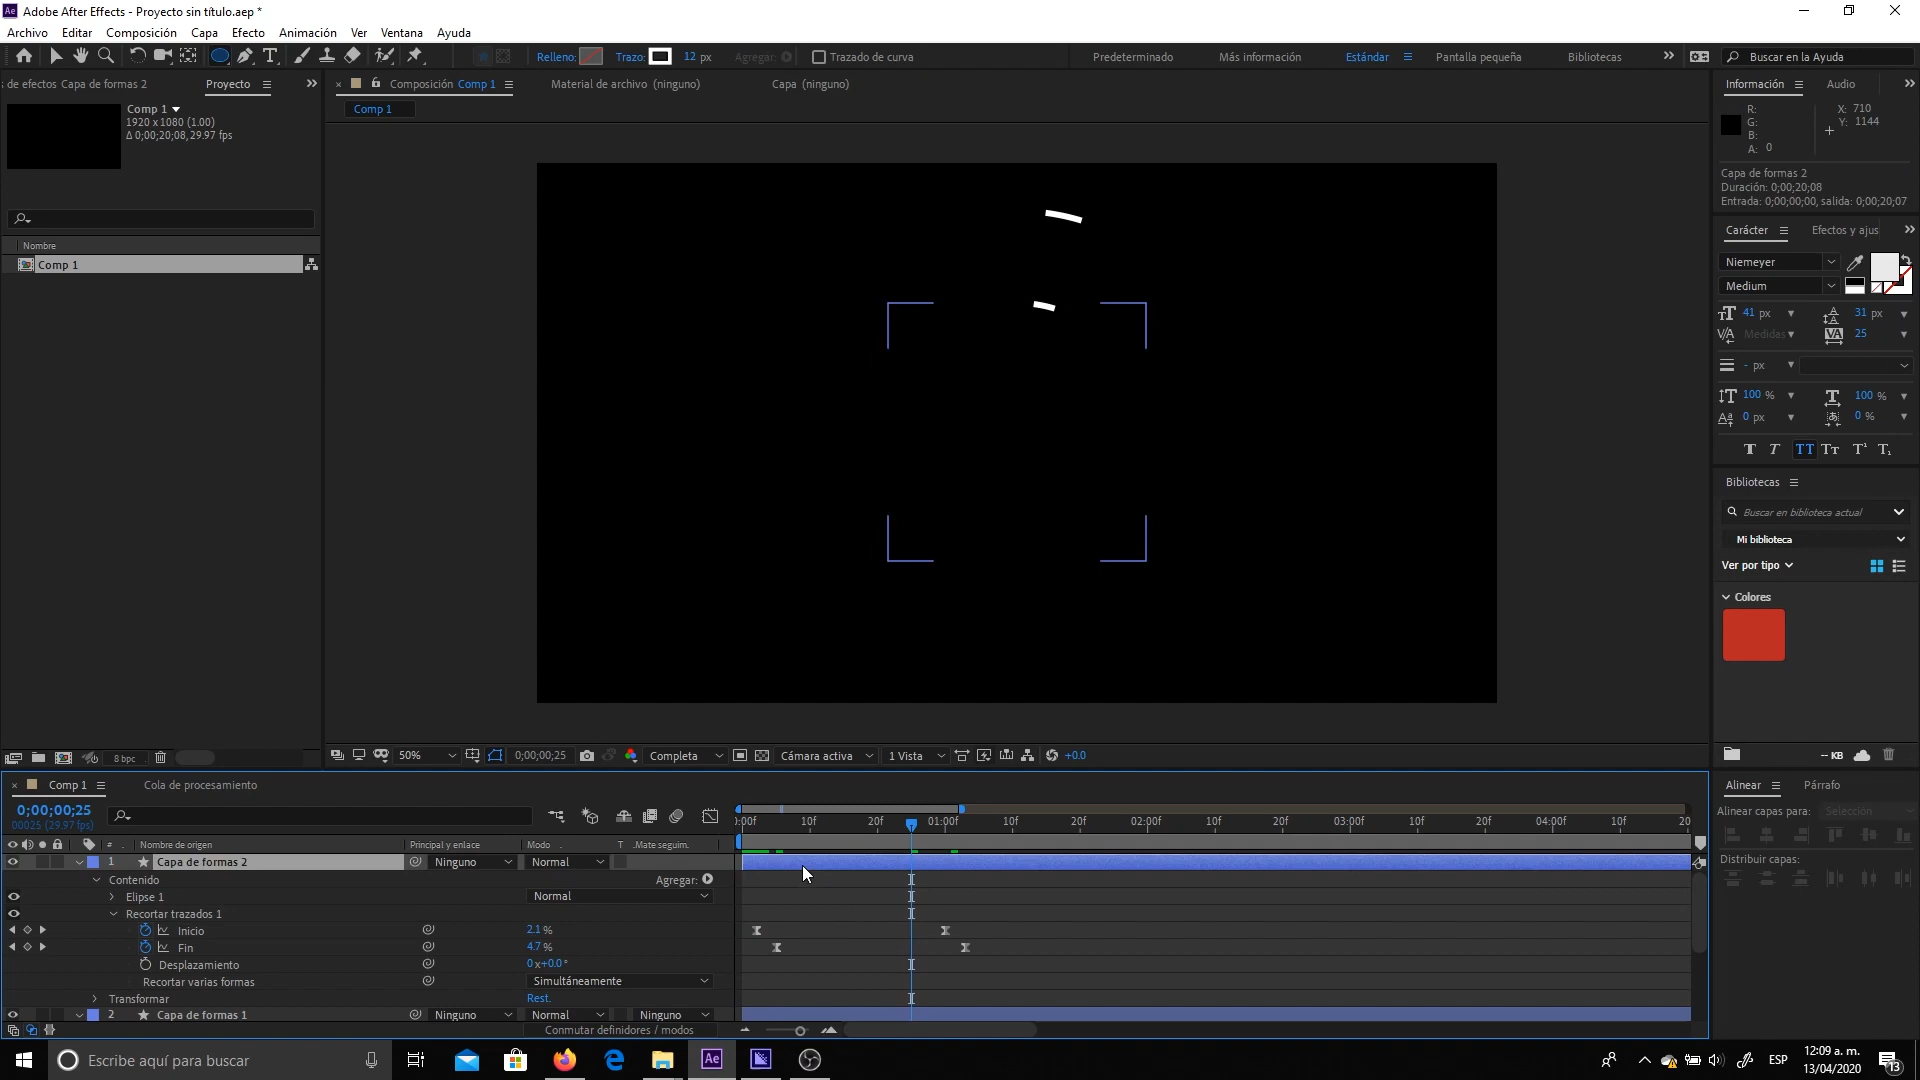 Adobe After Effects - Proyecto sin título.aep *
Archivo Editar Composición Capa Efecto Animación Ver Ventana Ayuda
Relleno: Trazo: 12 px Agregar: Trazado de curva Predeterminado Más información Estándar Pantalla pequeña Bibliotecas Buscar en la Ayuda
de efectos Capa de formas 2 Proyecto
Composición Comp 1 Material de archivo (ninguno) Capa (ninguno)
Información Audio
Comp 1
1920 x 1080 (1.00)
Δ 0;00;20;08, 29.97 fps
Comp 1
R: X: 710
G: Y: 1144
B:
A: 0
Capa de formas 2
Duración: 0;00;20;08
Entrada: 0;00;00;00, salida: 0;00;20;07
Nombre
Comp 1
Carácter Efectos y ajus
Niemeyer
Medium
41 px 31 px
Medidas 25
- px
100 % 100 %
0 px 0 %
TT
Bibliotecas
Buscar en biblioteca actual
Mi biblioteca
Ver por tipo
Colores
8 bpc
50% 0;00;00;25 Completa Cámara activa 1 Vista +0.0
-- KB
Comp 1 Cola de procesamiento
Alinear Párrafo
0;00;00;25
00025 (29.97 fps)
Alinear capas para: Selección
Distribuir capas:
:00f 10f 20f 01:00f 10f 20f 02:00f 10f 20f 03:00f 10f 20f 04:00f 10f 20
# Nombre de origen Principal y enlace Modo T .Mate seguim.
1 Capa de formas 2 Ninguno Normal
Contenido Agregar:
Elipse 1 Normal
Recortar trazados 1
Inicio 2.1 %
Fin 4.7 %
Desplazamiento 0 x+0.0 °
Recortar varias formas Simultáneamente
Transformar Rest.
2 Capa de formas 1 Ninguno Normal Ninguno
Conmutar definidores / modos
Escribe aquí para buscar
Ae
ESP
12:09 a. m.
13/04/2020
13